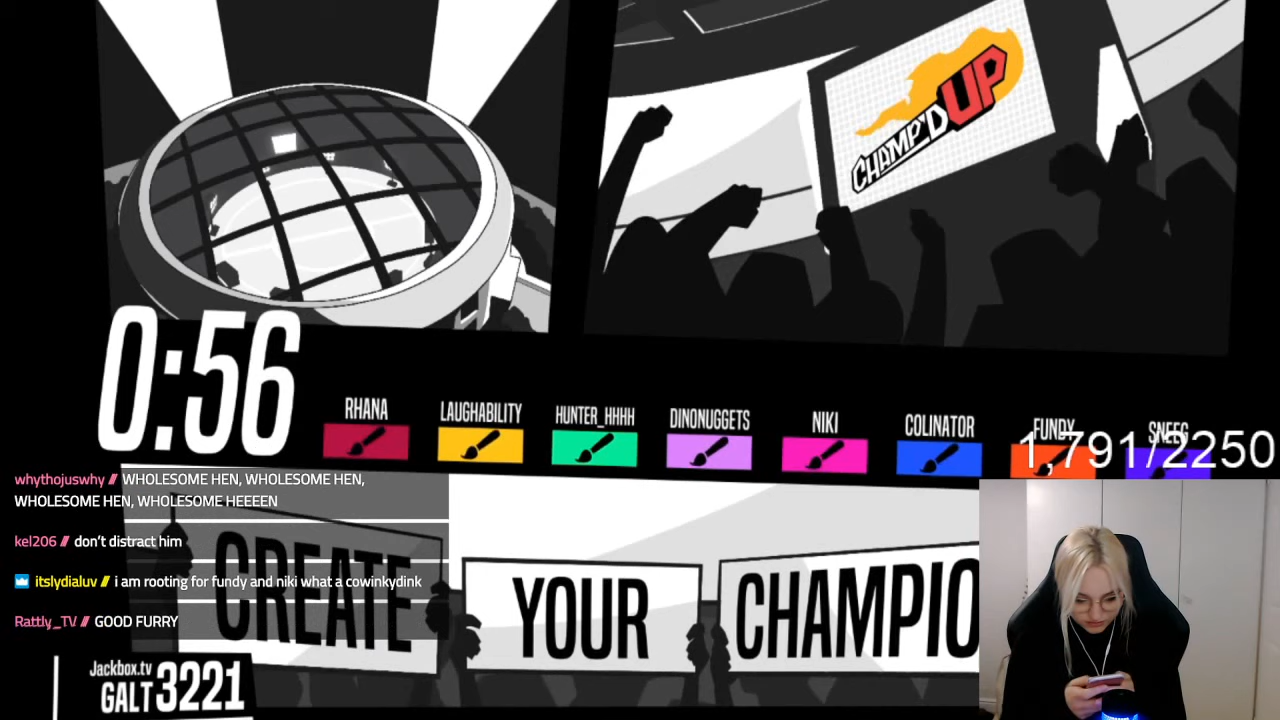 CHAMP'D UP
0:56
RHANA
LAUGHABILITY
HUNTER_HHHH
DINONUGGETS
NIKI
COLINATOR
FUNDY
SNEEG
1,791/2250
whythojuswhy // WHOLESOME HEN, WHOLESOME HEN,
WHOLESOME HEN, WHOLESOME HEEEEN
kel206 // don't distract him
itslydialuv // i am rooting for fundy and niki what a cowinkydink
Rattly_TV // GOOD FURRY
CREATE
YOUR
CHAMPIO
Jackbox.tv
GALT 3221